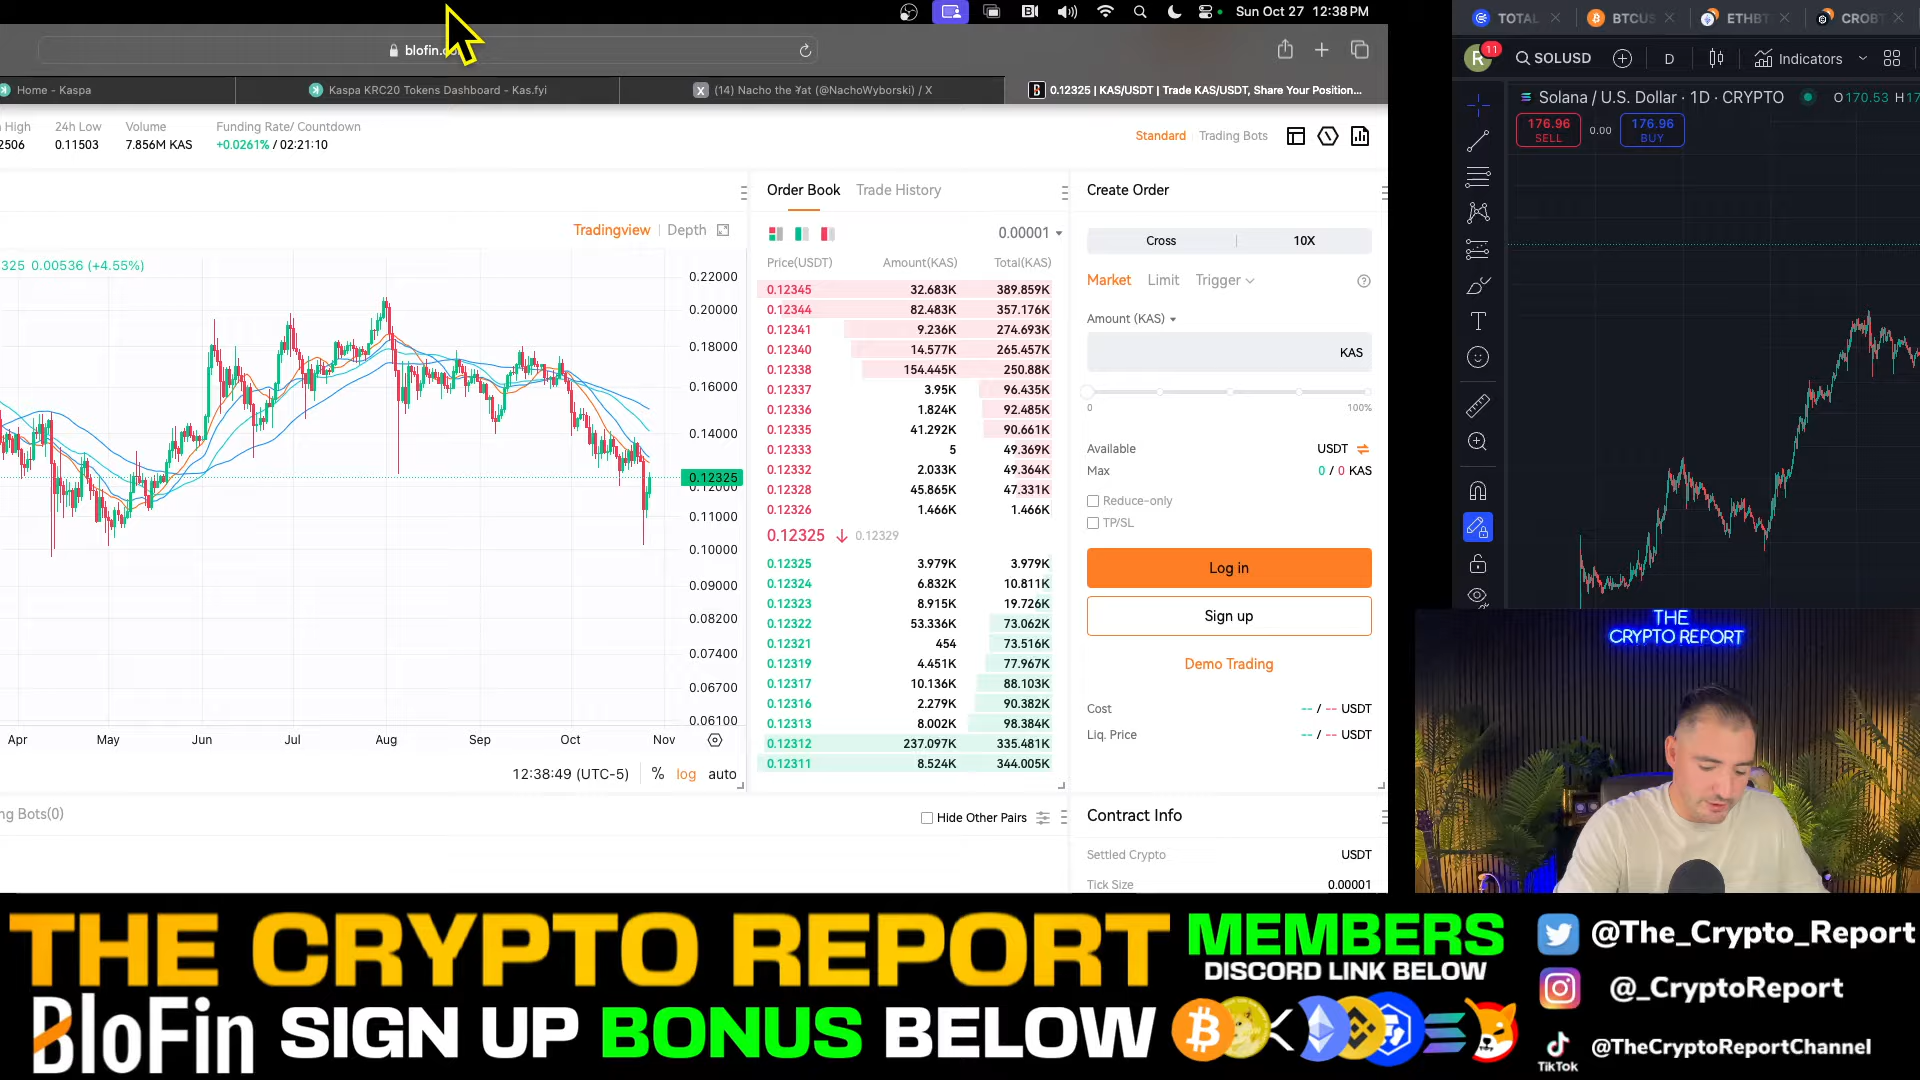 Sun Oct 27 12:38 PM
Home - Kaspa
Kaspa KRC20 Tokens Dashboard - Kas.fyi
(14) Nacho the Yat (@NachoWyborski) / X
0.12325 | KAS/USDT | Trade KAS/USDT, Share Your Position...
High
24h Low
Volume
Funding Rate/ Countdown
2506
0.11503
7.856M KAS
+0.0261% / 02:21:10
Standard
Trading Bots
Order Book
Trade History
Create Order
Tradingview
Depth
325 0.00536 (+4.55%)
0.22000
0.20000
0.18000
0.16000
0.14000
0.12325
0.12000
0.11000
0.10000
0.09000
0.08200
0.07400
0.06700
0.06100
Apr May Jun Jul Aug Sep Oct Nov
12:38:49 (UTC-5) % log auto
ng Bots(0)
Hide Other Pairs
0.00001
Price(USDT) Amount(KAS) Total(KAS)
0.12345 32.683K 389.859K
0.12344 82.483K 357.176K
0.12341 9.236K 274.693K
0.12340 14.577K 265.457K
0.12338 154.445K 250.88K
0.12337 3.95K 96.435K
0.12336 1.824K 92.485K
0.12335 41.292K 90.661K
0.12333 5 49.369K
0.12332 2.033K 49.364K
0.12328 45.865K 47.331K
0.12326 1.466K 1.466K
0.12325 0.12329
0.12325 3.979K 3.979K
0.12324 6.832K 10.811K
0.12323 8.915K 19.726K
0.12322 53.336K 73.062K
0.12321 454 73.516K
0.12319 4.451K 77.967K
0.12317 10.136K 88.103K
0.12316 2.279K 90.382K
0.12313 8.002K 98.384K
0.12312 237.097K 335.481K
0.12311 8.524K 344.005K
Cross
10X
Market Limit Trigger
Amount (KAS)
KAS
0 100%
Available USDT
Max 0 / 0 KAS
Reduce-only
TP/SL
Log in
Sign up
Demo Trading
Cost -- / -- USDT
Liq. Price -- / -- USDT
Contract Info
Settled Crypto USDT
Tick Size 0.00001
TOTAL
BTCUS
ETHBT
CROBT
R
11
SOLUSD
D
Indicators
Solana / U.S. Dollar · 1D · CRYPTO
O170.53 H17
176.96
SELL
0.00
176.96
BUY
THE
CRYPTO REPORT
THE CRYPTO REPORT
BloFin SIGN UP BONUS BELOW
MEMBERS
DISCORD LINK BELOW
@The_Crypto_Report
@_CryptoReport
TikTok
@TheCryptoReportChannel